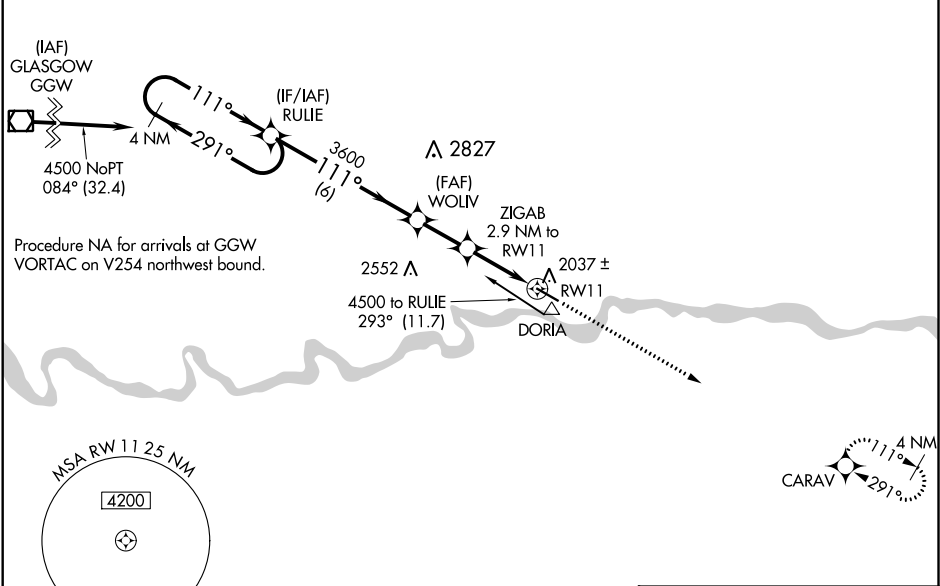 (IAF)
GLASGOW
GGW
4500 NoPT
084° (32.4)
111°
291°
4 NM
(IF/IAF)
RULIE
3600
111°
(6)
2827
(FAF)
WOLIV
ZIGAB
2.9 NM to
RW11
2037 ±
RW11
Procedure NA for arrivals at GGW
VORTAC on V254 northwest bound.
2552
4500 to RULIE
293° (11.7)
DORIA
MSA RW 11 25 NM
4200
CARAV
111°
4 NM
291°